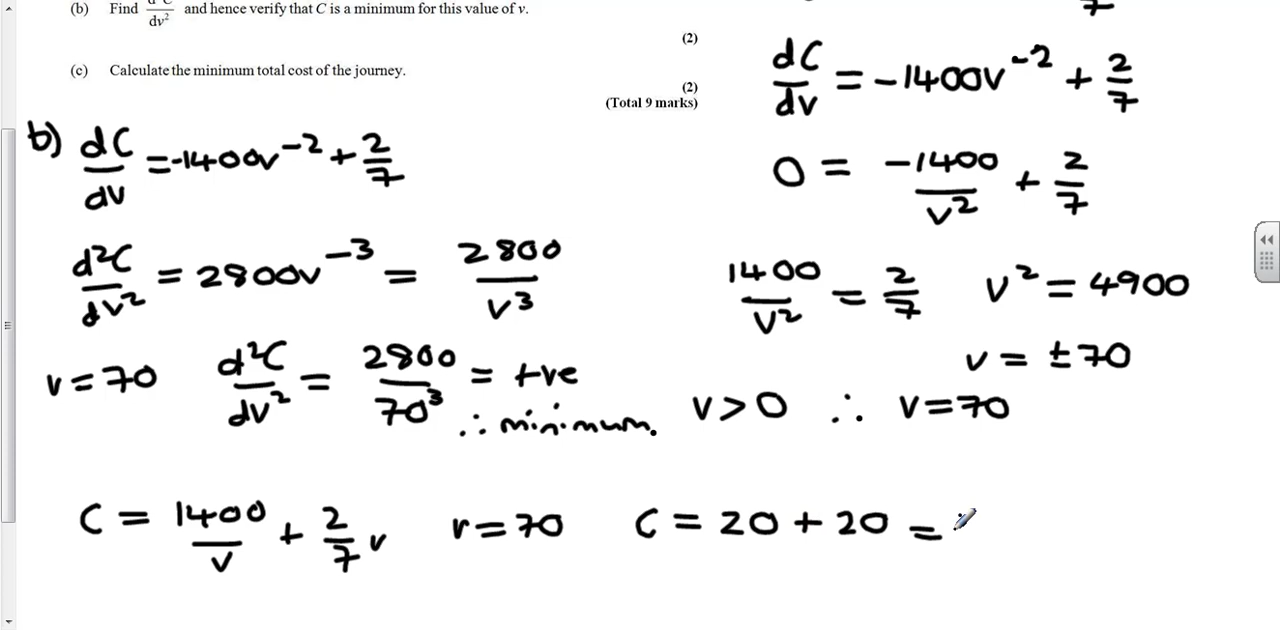 (b) Find d²C/dv² and hence verify that C is a minimum for this value of v.
(2)
(c) Calculate the minimum total cost of the journey.
(2)
(Total 9 marks)
b) dC/dv = -1400v⁻² + 2/7
d²C/dv² = 2800v⁻³ = 2800/v³
v = 70 d²C/dv² = 2800/70³ = +ve
∴ minimum.
7
dC/dv = -1400v⁻² + 2/7
0 = -1400/v² + 2/7
1400/v² = 2/7 v² = 4900
v = ±70
v > 0 ∴ v = 70
C = 1400/v + 2/7 v v = 70 C = 20 + 20 =